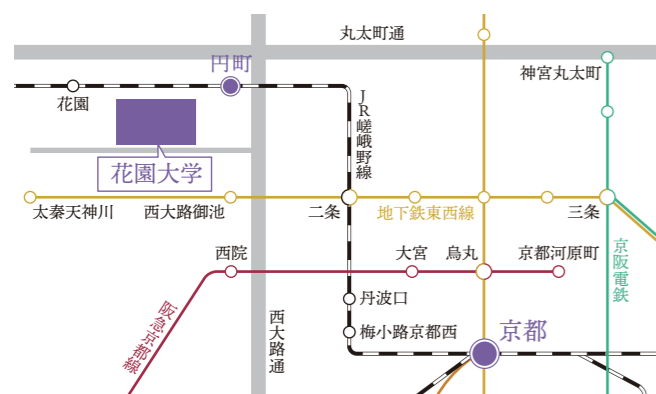 丸太町通
円町
神宮丸太町
花園
JR嵯峨野線
花園大学
太秦天神川
西大路御池
二条
地下鉄東西線
三条
西院
大宮
烏丸
京都河原町
京阪電鉄
丹波口
阪急京都線
西大路通
梅小路京都西
京都